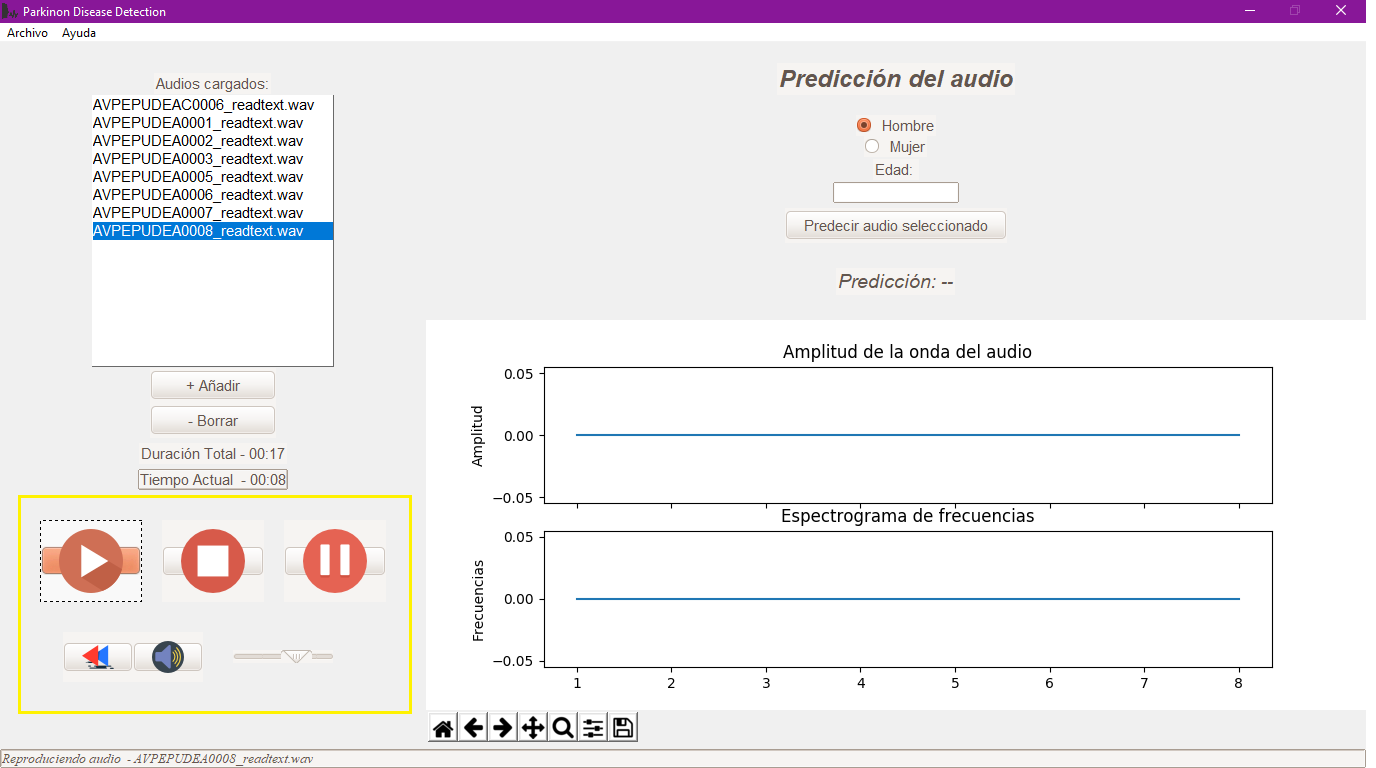 Parkinon Disease Detection
Archivo Ayuda
Audios cargados:
AVPEPUDEAC0006_readtext.wav
AVPEPUDEA0001_readtext.wav
AVPEPUDEA0002_readtext.wav
AVPEPUDEA0003_readtext.wav
AVPEPUDEA0005_readtext.wav
AVPEPUDEA0006_readtext.wav
AVPEPUDEA0007_readtext.wav
AVPEPUDEA0008_readtext.wav
+ Añadir
- Borrar
Duración Total - 00:17
Tiempo Actual - 00:08
Predicción del audio
Hombre
Mujer
Edad:
Predecir audio seleccionado
Predicción: --
Amplitud de la onda del audio
Amplitud
0.05
0.00
−0.05
Espectrograma de frecuencias
Frecuencias
0.05
0.00
−0.05
1 2 3 4 5 6 7 8
Reproduciendo audio - AVPEPUDEA0008_readtext.wav